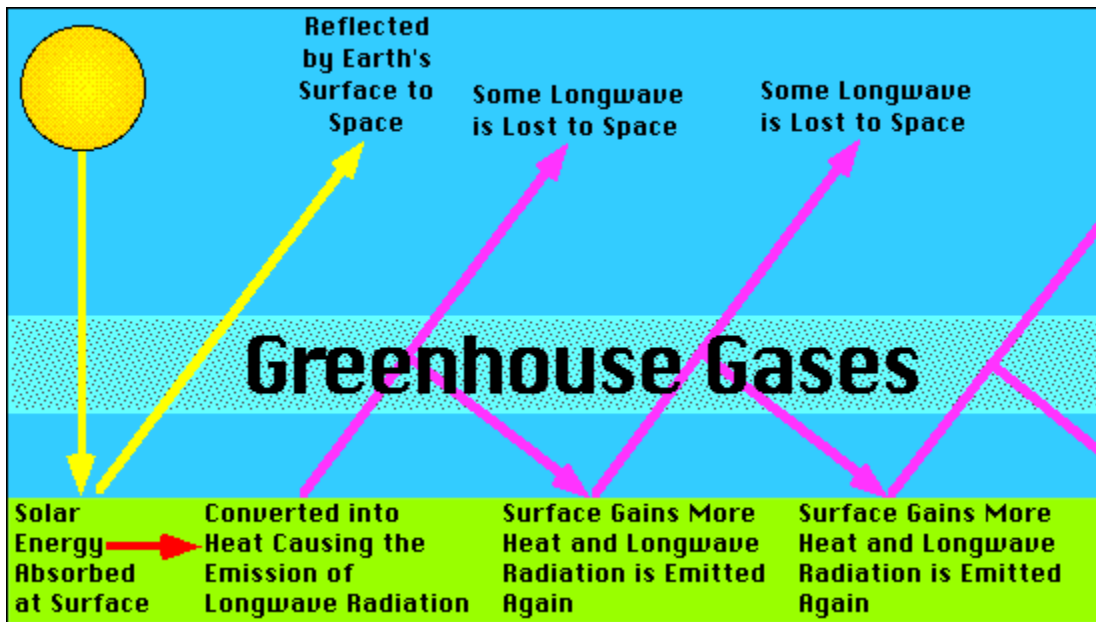 Reflected
by Earth's
Surface to
Space
Some Longwave
is Lost to Space
Some Longwave
is Lost to Space
Greenhouse Gases
Solar
Energy
Absorbed
at Surface
Converted into
Heat Causing the
Emission of
Longwave Radiation
Surface Gains More
Heat and Longwave
Radiation is Emitted
Again
Surface Gains More
Heat and Longwave
Radiation is Emitted
Again